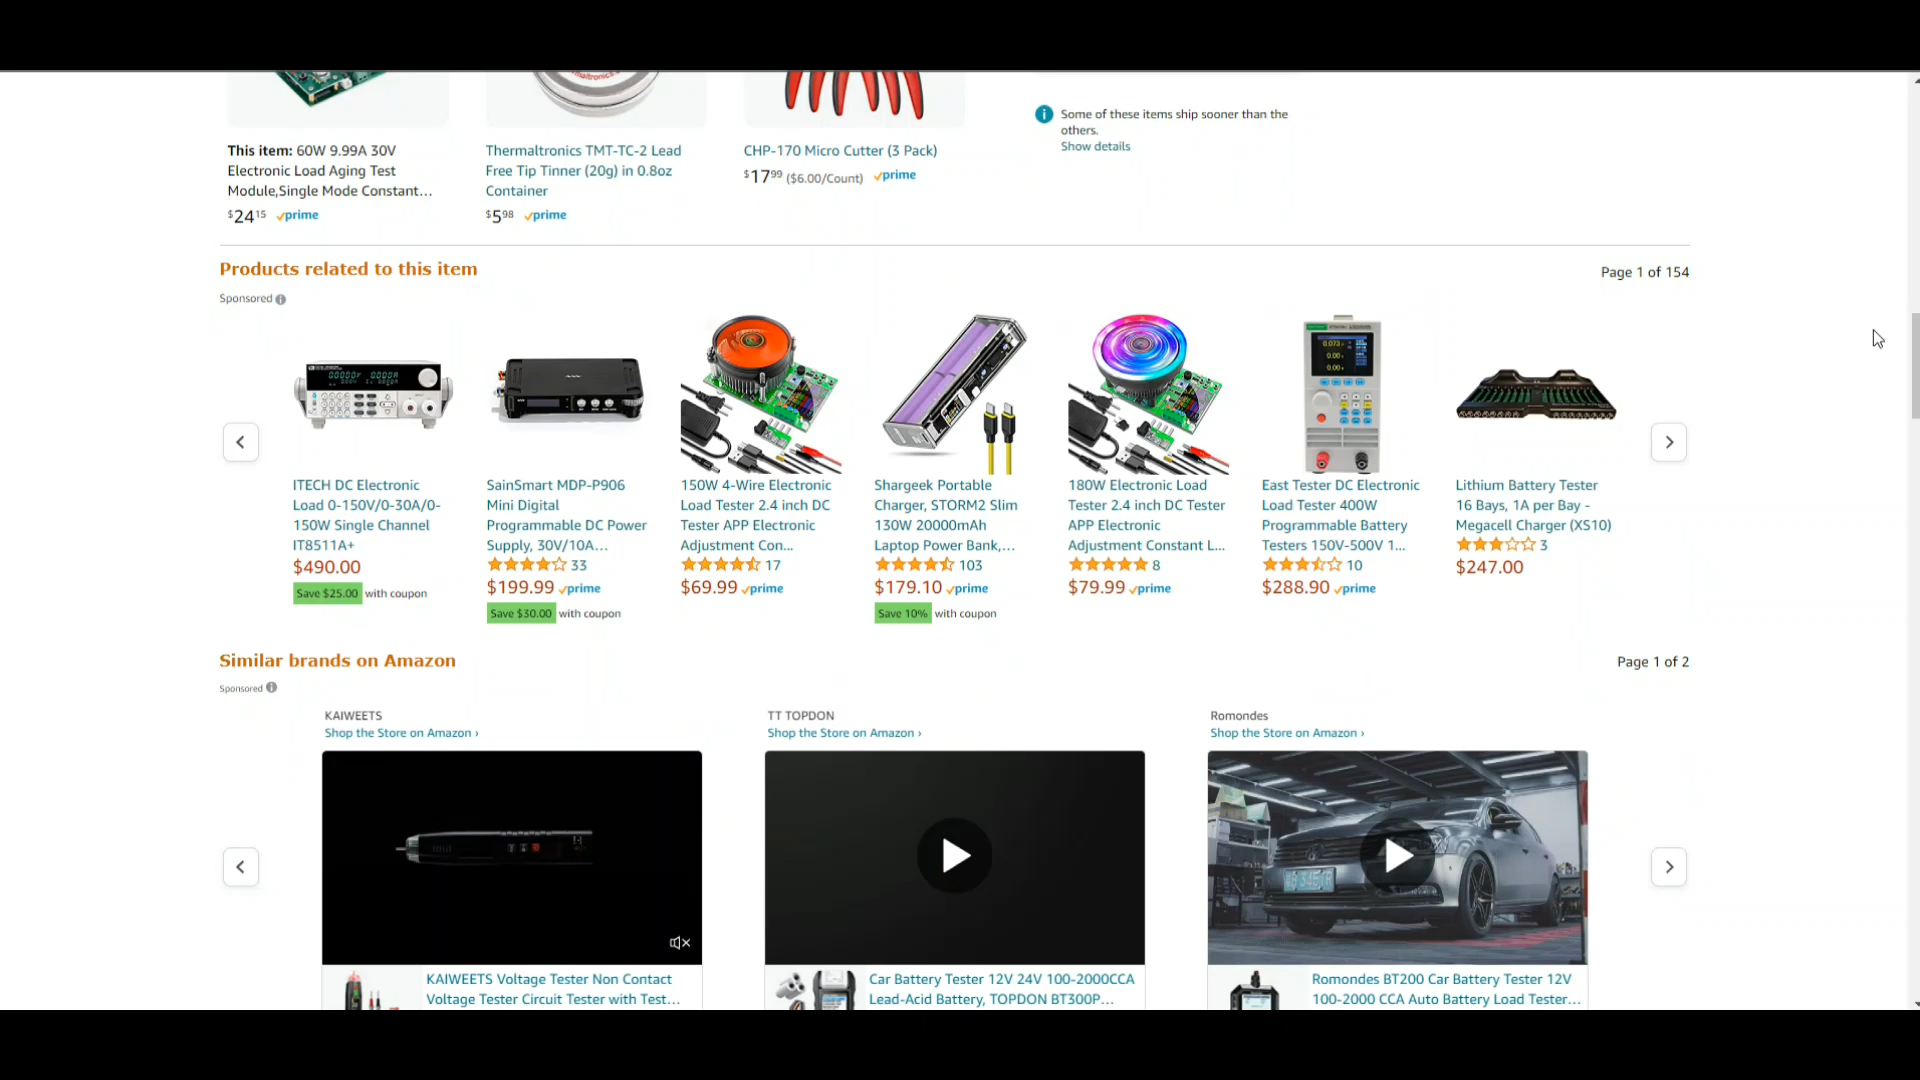 This item: 60W 9.99A 30V
Electronic Load Aging Test
Module,Single Mode Constant...
$24 15 prime
Thermaltronics TMT-TC-2 Lead
Free Tip Tinner (20g) in 0.8oz
Container
$5 98 prime
CHP-170 Micro Cutter (3 Pack)
$17 99 ($6.00/Count) prime
Some of these items ship sooner than the
others.
Show details
Products related to this item
Page 1 of 154
Sponsored
ITECH DC Electronic
Load 0-150V/0-30A/0-
150W Single Channel
IT8511A+
$490.00
Save $25.00 with coupon
SainSmart MDP-P906
Mini Digital
Programmable DC Power
Supply, 30V/10A...
33
$199.99 prime
Save $30.00 with coupon
150W 4-Wire Electronic
Load Tester 2.4 inch DC
Tester APP Electronic
Adjustment Con...
17
$69.99 prime
Shargeek Portable
Charger, STORM2 Slim
130W 20000mAh
Laptop Power Bank,...
103
$179.10 prime
Save 10% with coupon
180W Electronic Load
Tester 2.4 inch DC Tester
APP Electronic
Adjustment Constant L...
8
$79.99 prime
East Tester DC Electronic
Load Tester 400W
Programmable Battery
Testers 150V-500V 1...
10
$288.90 prime
Lithium Battery Tester
16 Bays, 1A per Bay -
Megacell Charger (XS10)
3
$247.00
Similar brands on Amazon
Page 1 of 2
Sponsored
KAIWEETS
Shop the Store on Amazon ›
TT TOPDON
Shop the Store on Amazon ›
Romondes
Shop the Store on Amazon ›
KAIWEETS Voltage Tester Non Contact
Voltage Tester Circuit Tester with Test...
Car Battery Tester 12V 24V 100-2000CCA
Lead-Acid Battery, TOPDON BT300P...
Romondes BT200 Car Battery Tester 12V
100-2000 CCA Auto Battery Load Tester...